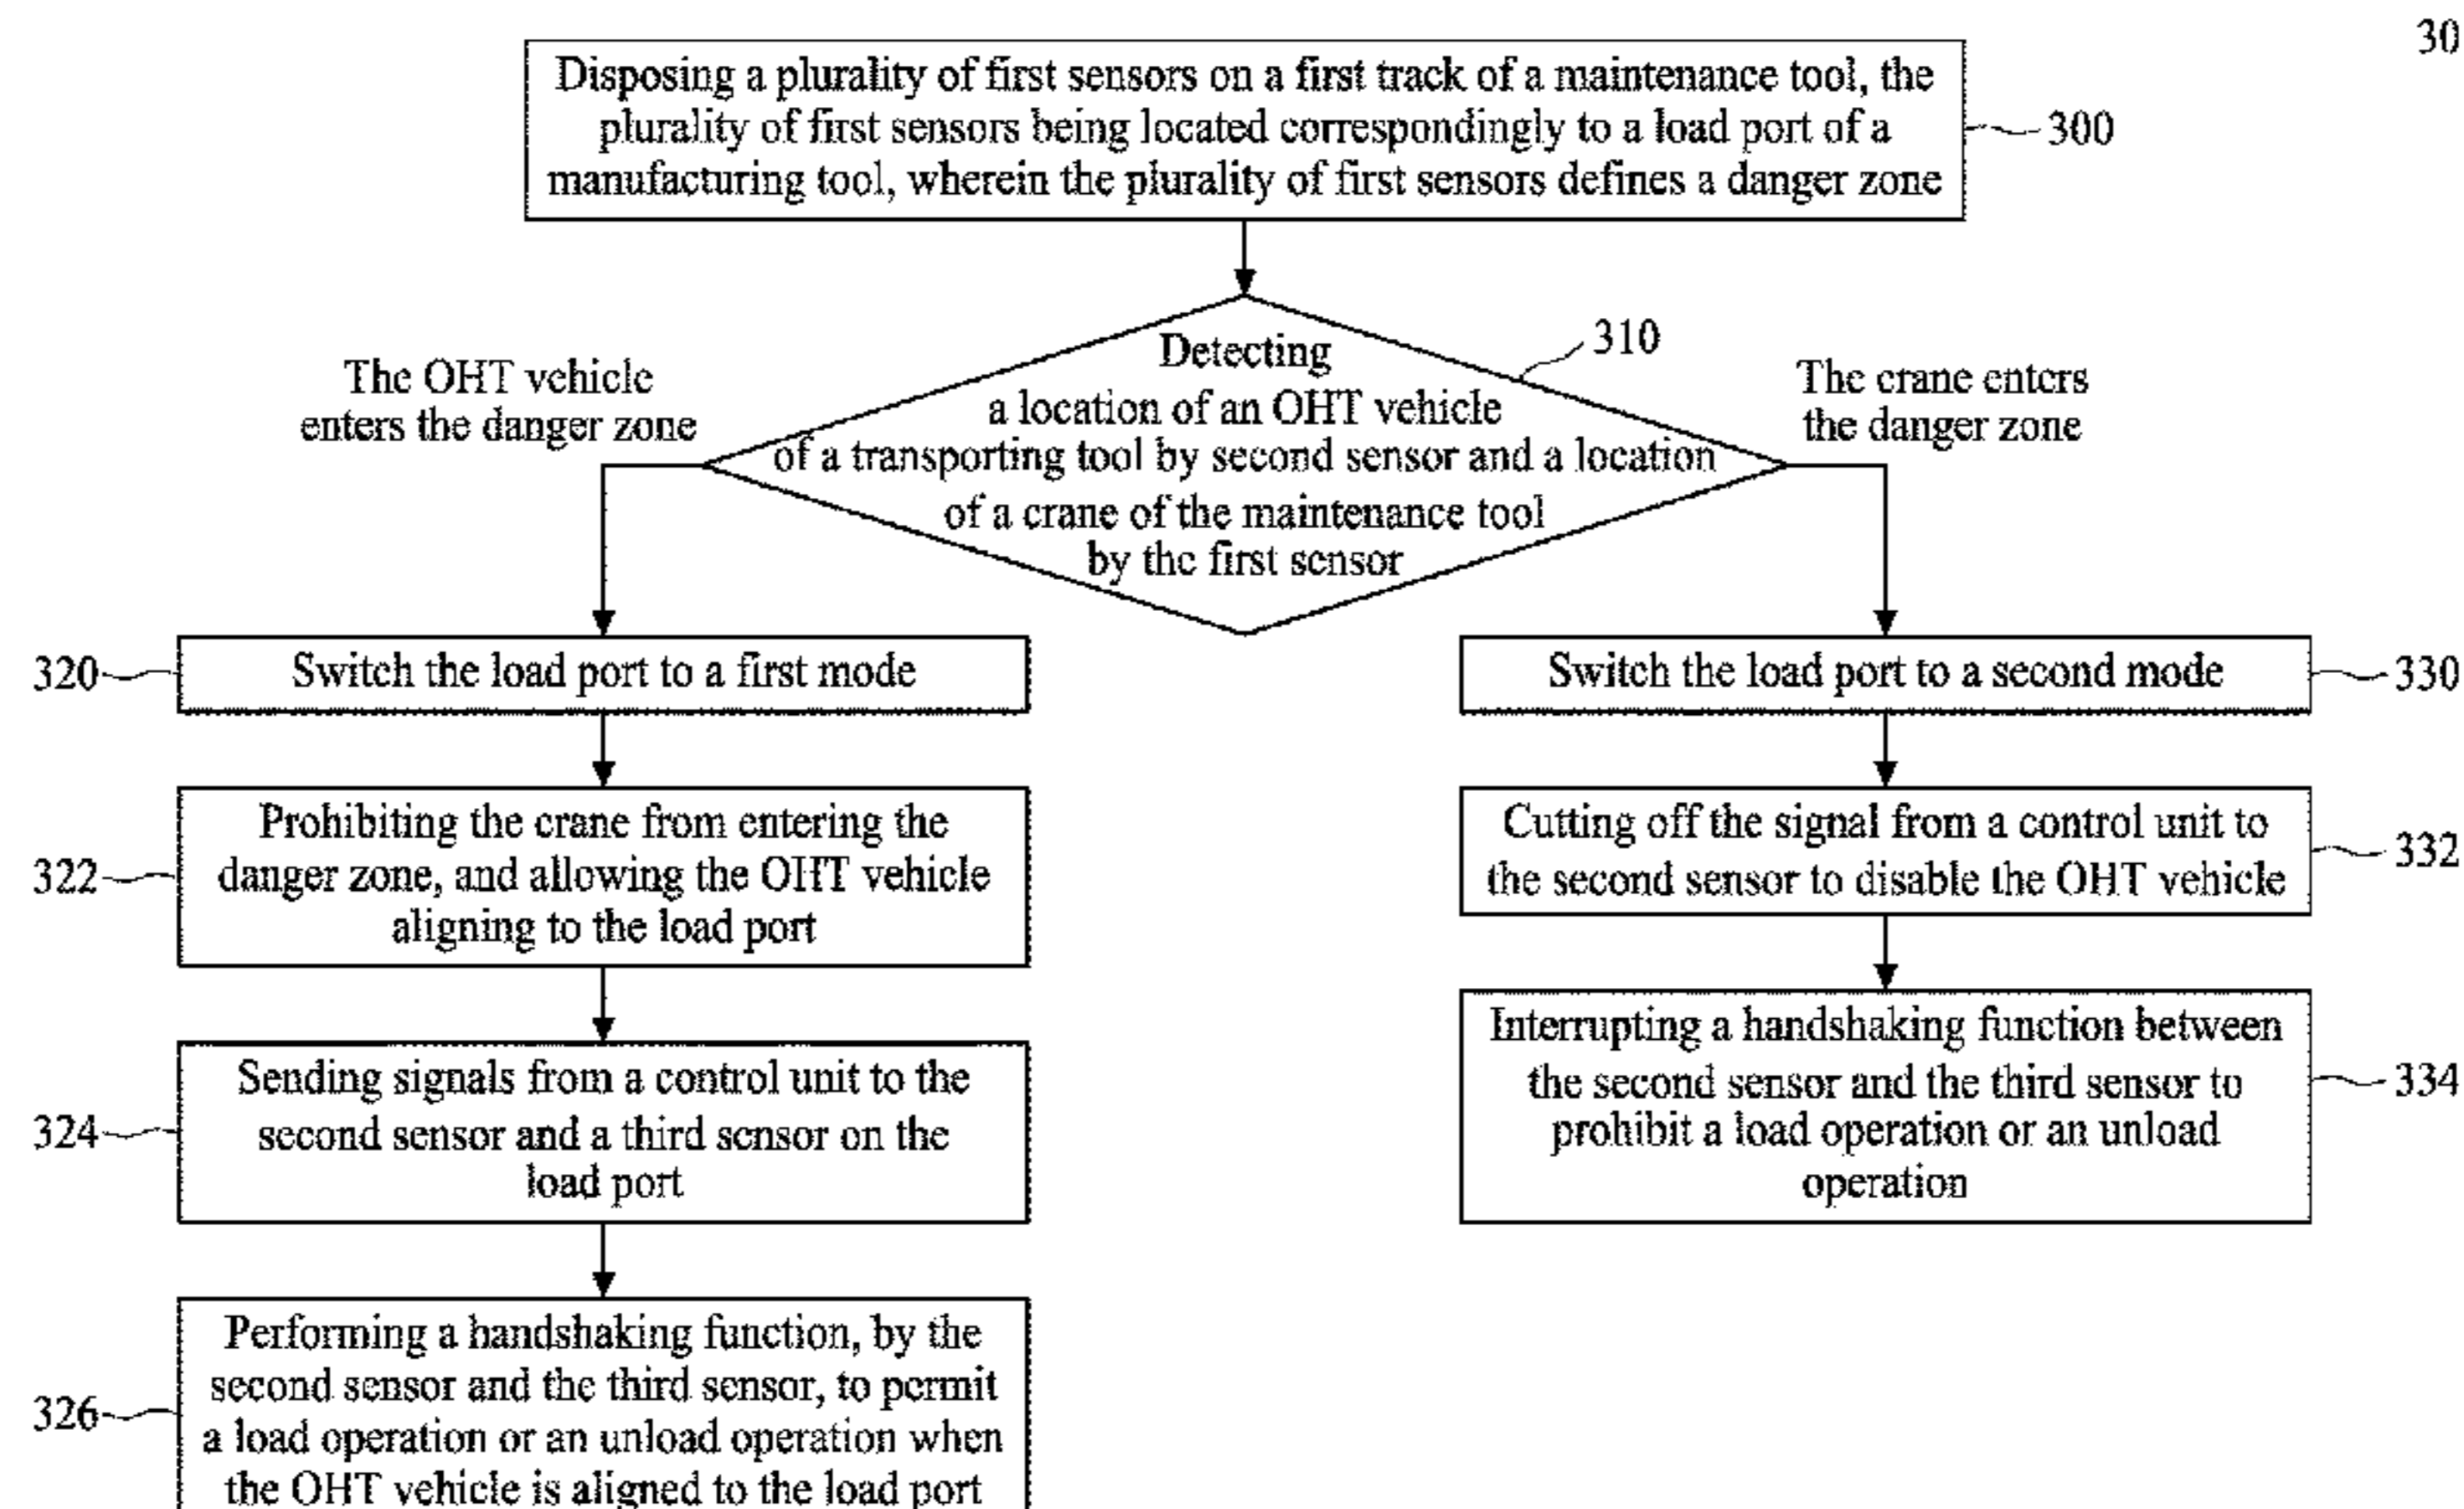 30
Disposing a plurality of first sensors on a first track of a maintenance tool, the
plurality of first sensors being located correspondingly to a load port of a
manufacturing tool, wherein the plurality of first sensors defines a danger zone
300
Detecting
a location of an OHT vehicle
of a transporting tool by second sensor and a location
of a crane of the maintenance tool
by the first sensor
310
The OHT vehicle
enters the danger zone
The crane enters
the danger zone
320
Switch the load port to a first mode
322
Prohibiting the crane from entering the
danger zone, and allowing the OHT vehicle
aligning to the load port
324
Sending signals from a control unit to the
second sensor and a third sensor on the
load port
326
Performing a handshaking function, by the
second sensor and the third sensor, to permit
a load operation or an unload operation when
the OHT vehicle is aligned to the load port
Switch the load port to a second mode
330
Cutting off the signal from a control unit to
the second sensor to disable the OHT vehicle
332
Interrupting a handshaking function between
the second sensor and the third sensor to
prohibit a load operation or an unload
operation
334